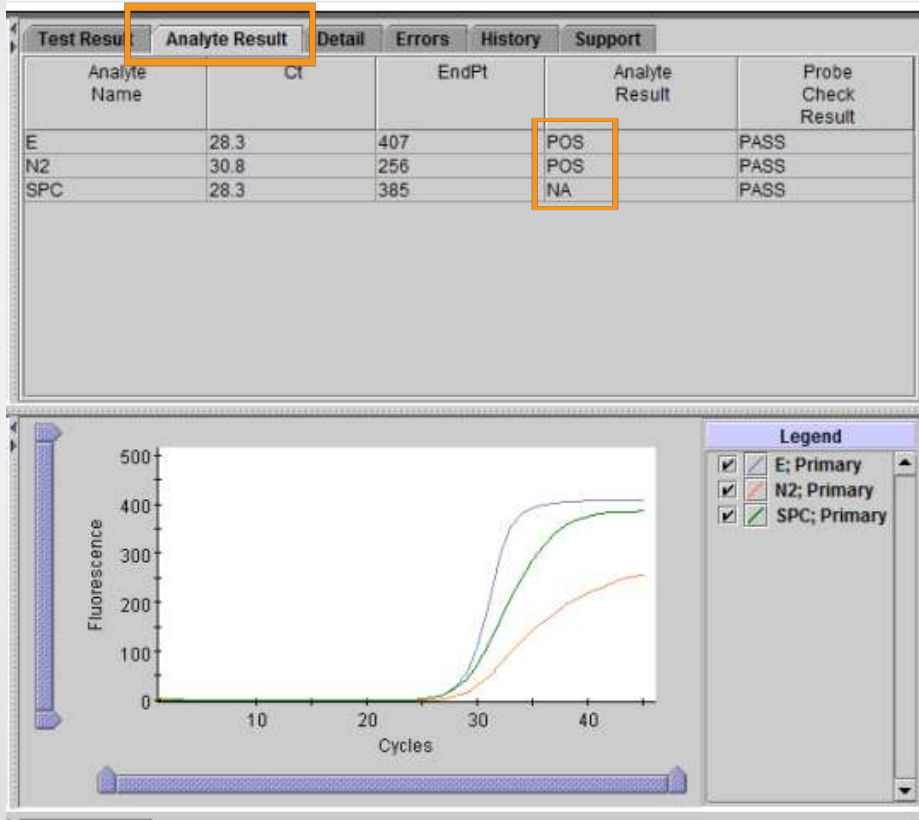 Test Result Analyte Result Detail Errors History Support
Analyte Name Ct EndPt Analyte Result Probe Check Result
E 28.3 407 POS PASS
N2 30.8 256 POS PASS
SPC 28.3 385 NA PASS
Legend
E; Primary
N2; Primary
SPC; Primary
500
400
300
200
100
0
Fluorescence
10 20 30 40
Cycles